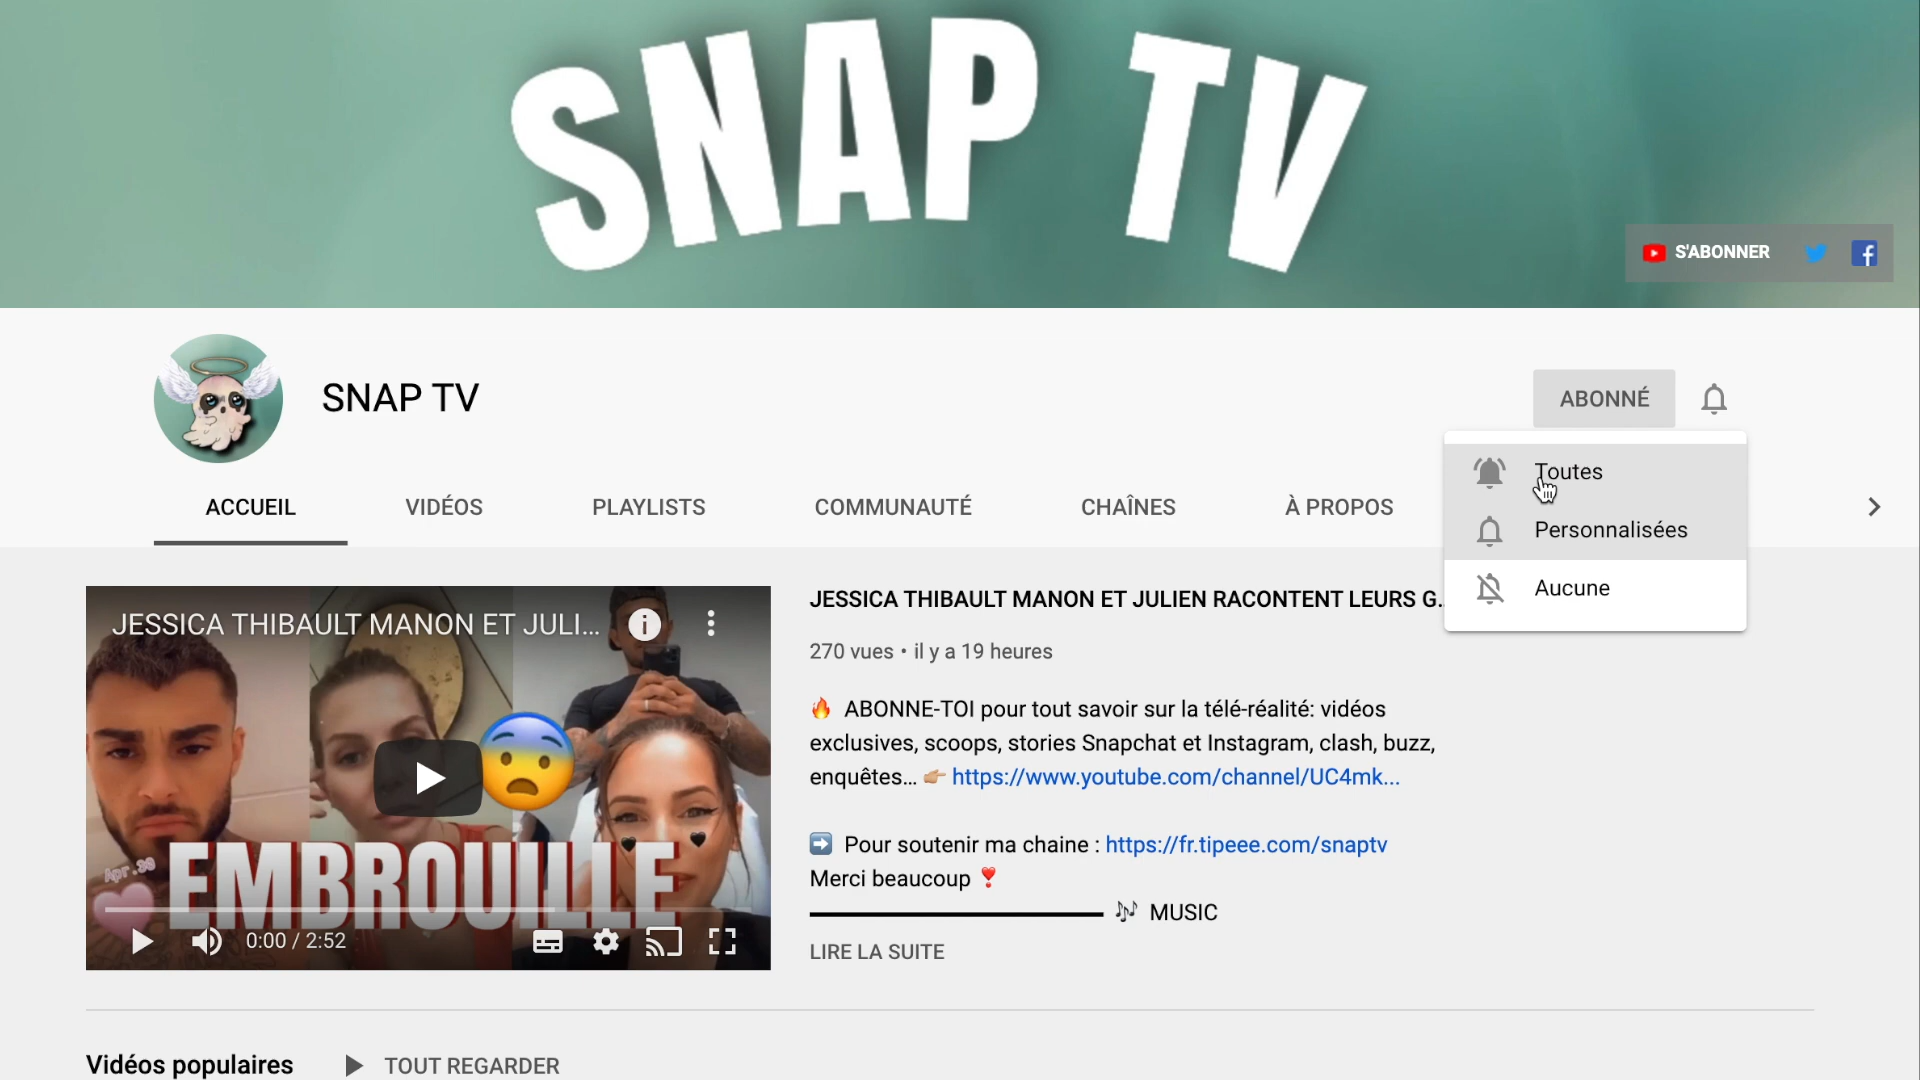 SNAP TV
S'ABONNER
SNAP TV
ABONNÉ
ACCUEIL
VIDÉOS
PLAYLISTS
COMMUNAUTÉ
CHAÎNES
À PROPOS
Toutes
Personnalisées
Aucune
JESSICA THIBAULT MANON ET JULI...
Apr. 30
EMBROUILLE
0:00 / 2:52
JESSICA THIBAULT MANON ET JULIEN RACONTENT LEURS G...
270 vues • il y a 19 heures
🔥 ABONNE-TOI pour tout savoir sur la télé-réalité: vidéos
exclusives, scoops, stories Snapchat et Instagram, clash, buzz,
enquêtes... 👉🏼 https://www.youtube.com/channel/UC4mk...
➡️ Pour soutenir ma chaine : https://fr.tipeee.com/snaptv
Merci beaucoup ❣️
🎶 MUSIC
LIRE LA SUITE
Vidéos populaires
TOUT REGARDER